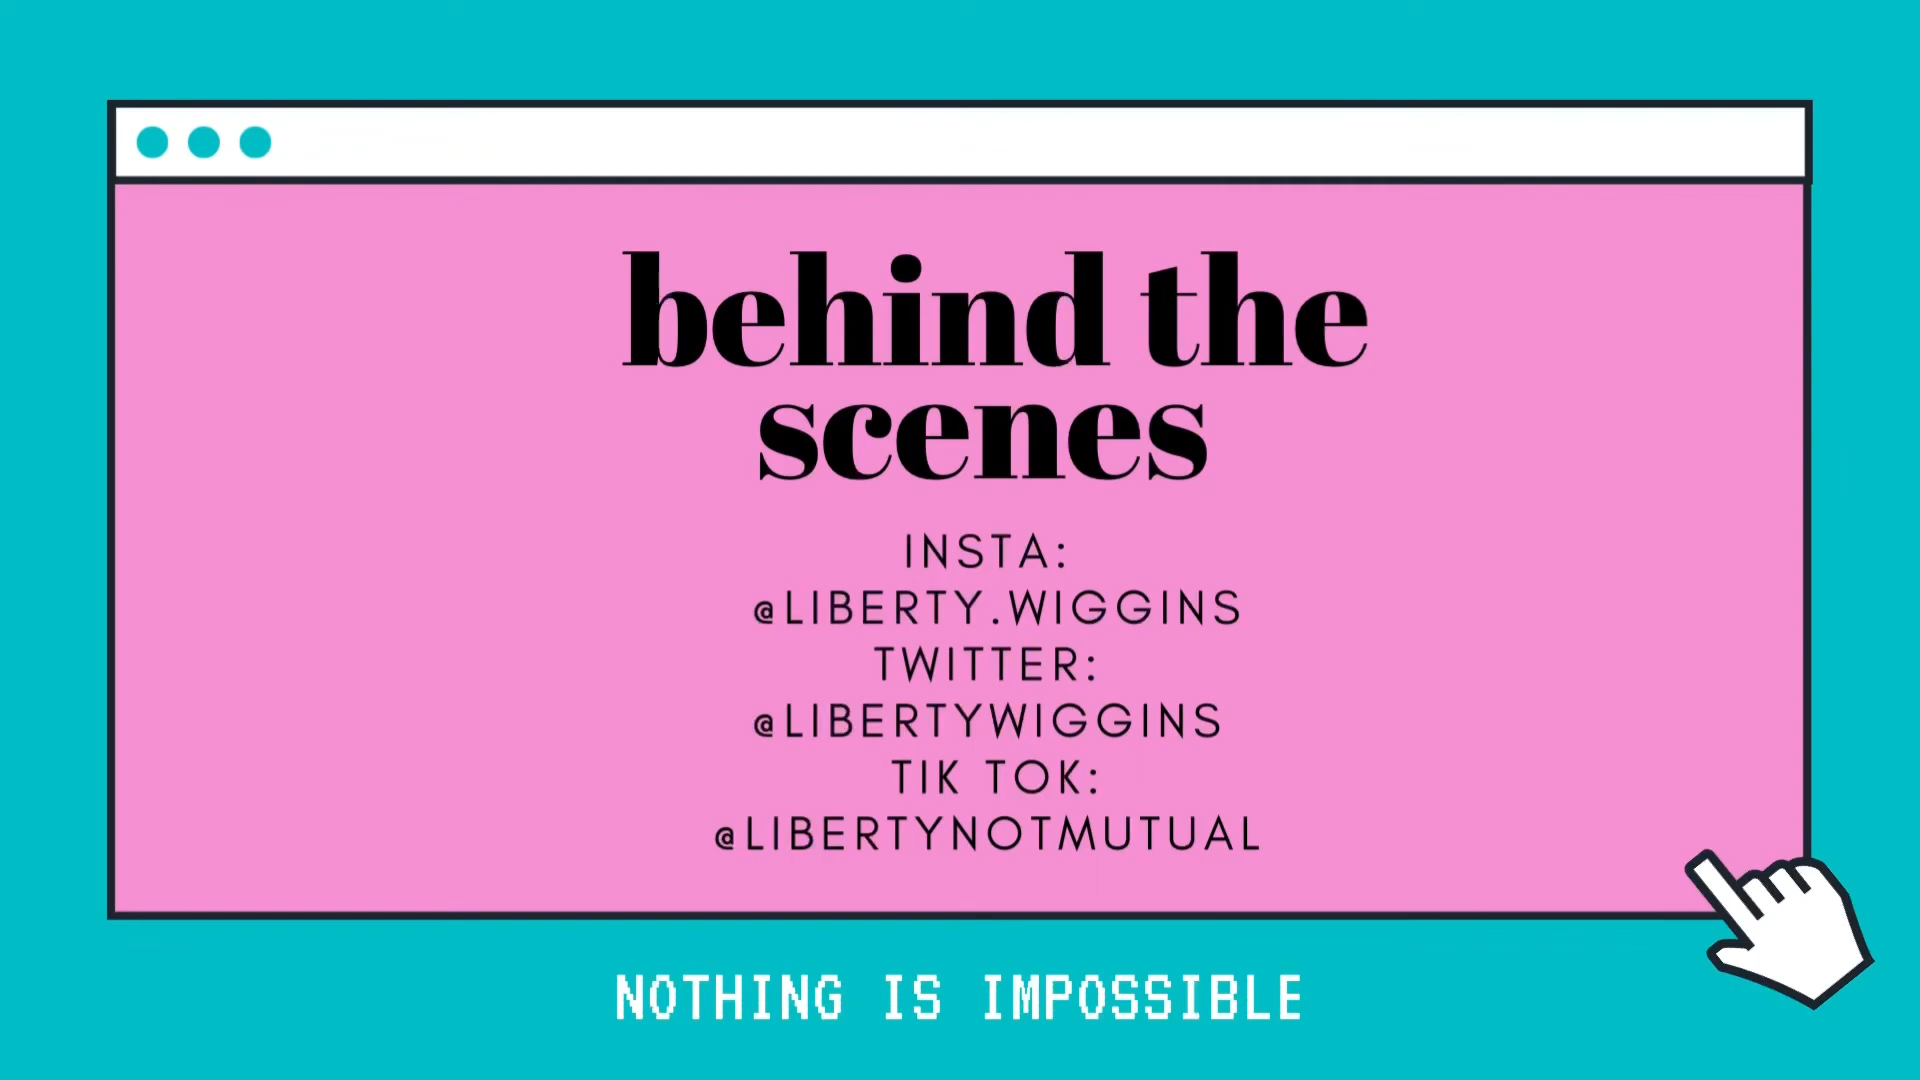 behind the
scenes
INSTA:
@LIBERTY.WIGGINS
TWITTER:
@LIBERTYWIGGINS
TIK TOK:
@LIBERTYNOTMUTUAL
NOTHING IS IMPOSSIBLE